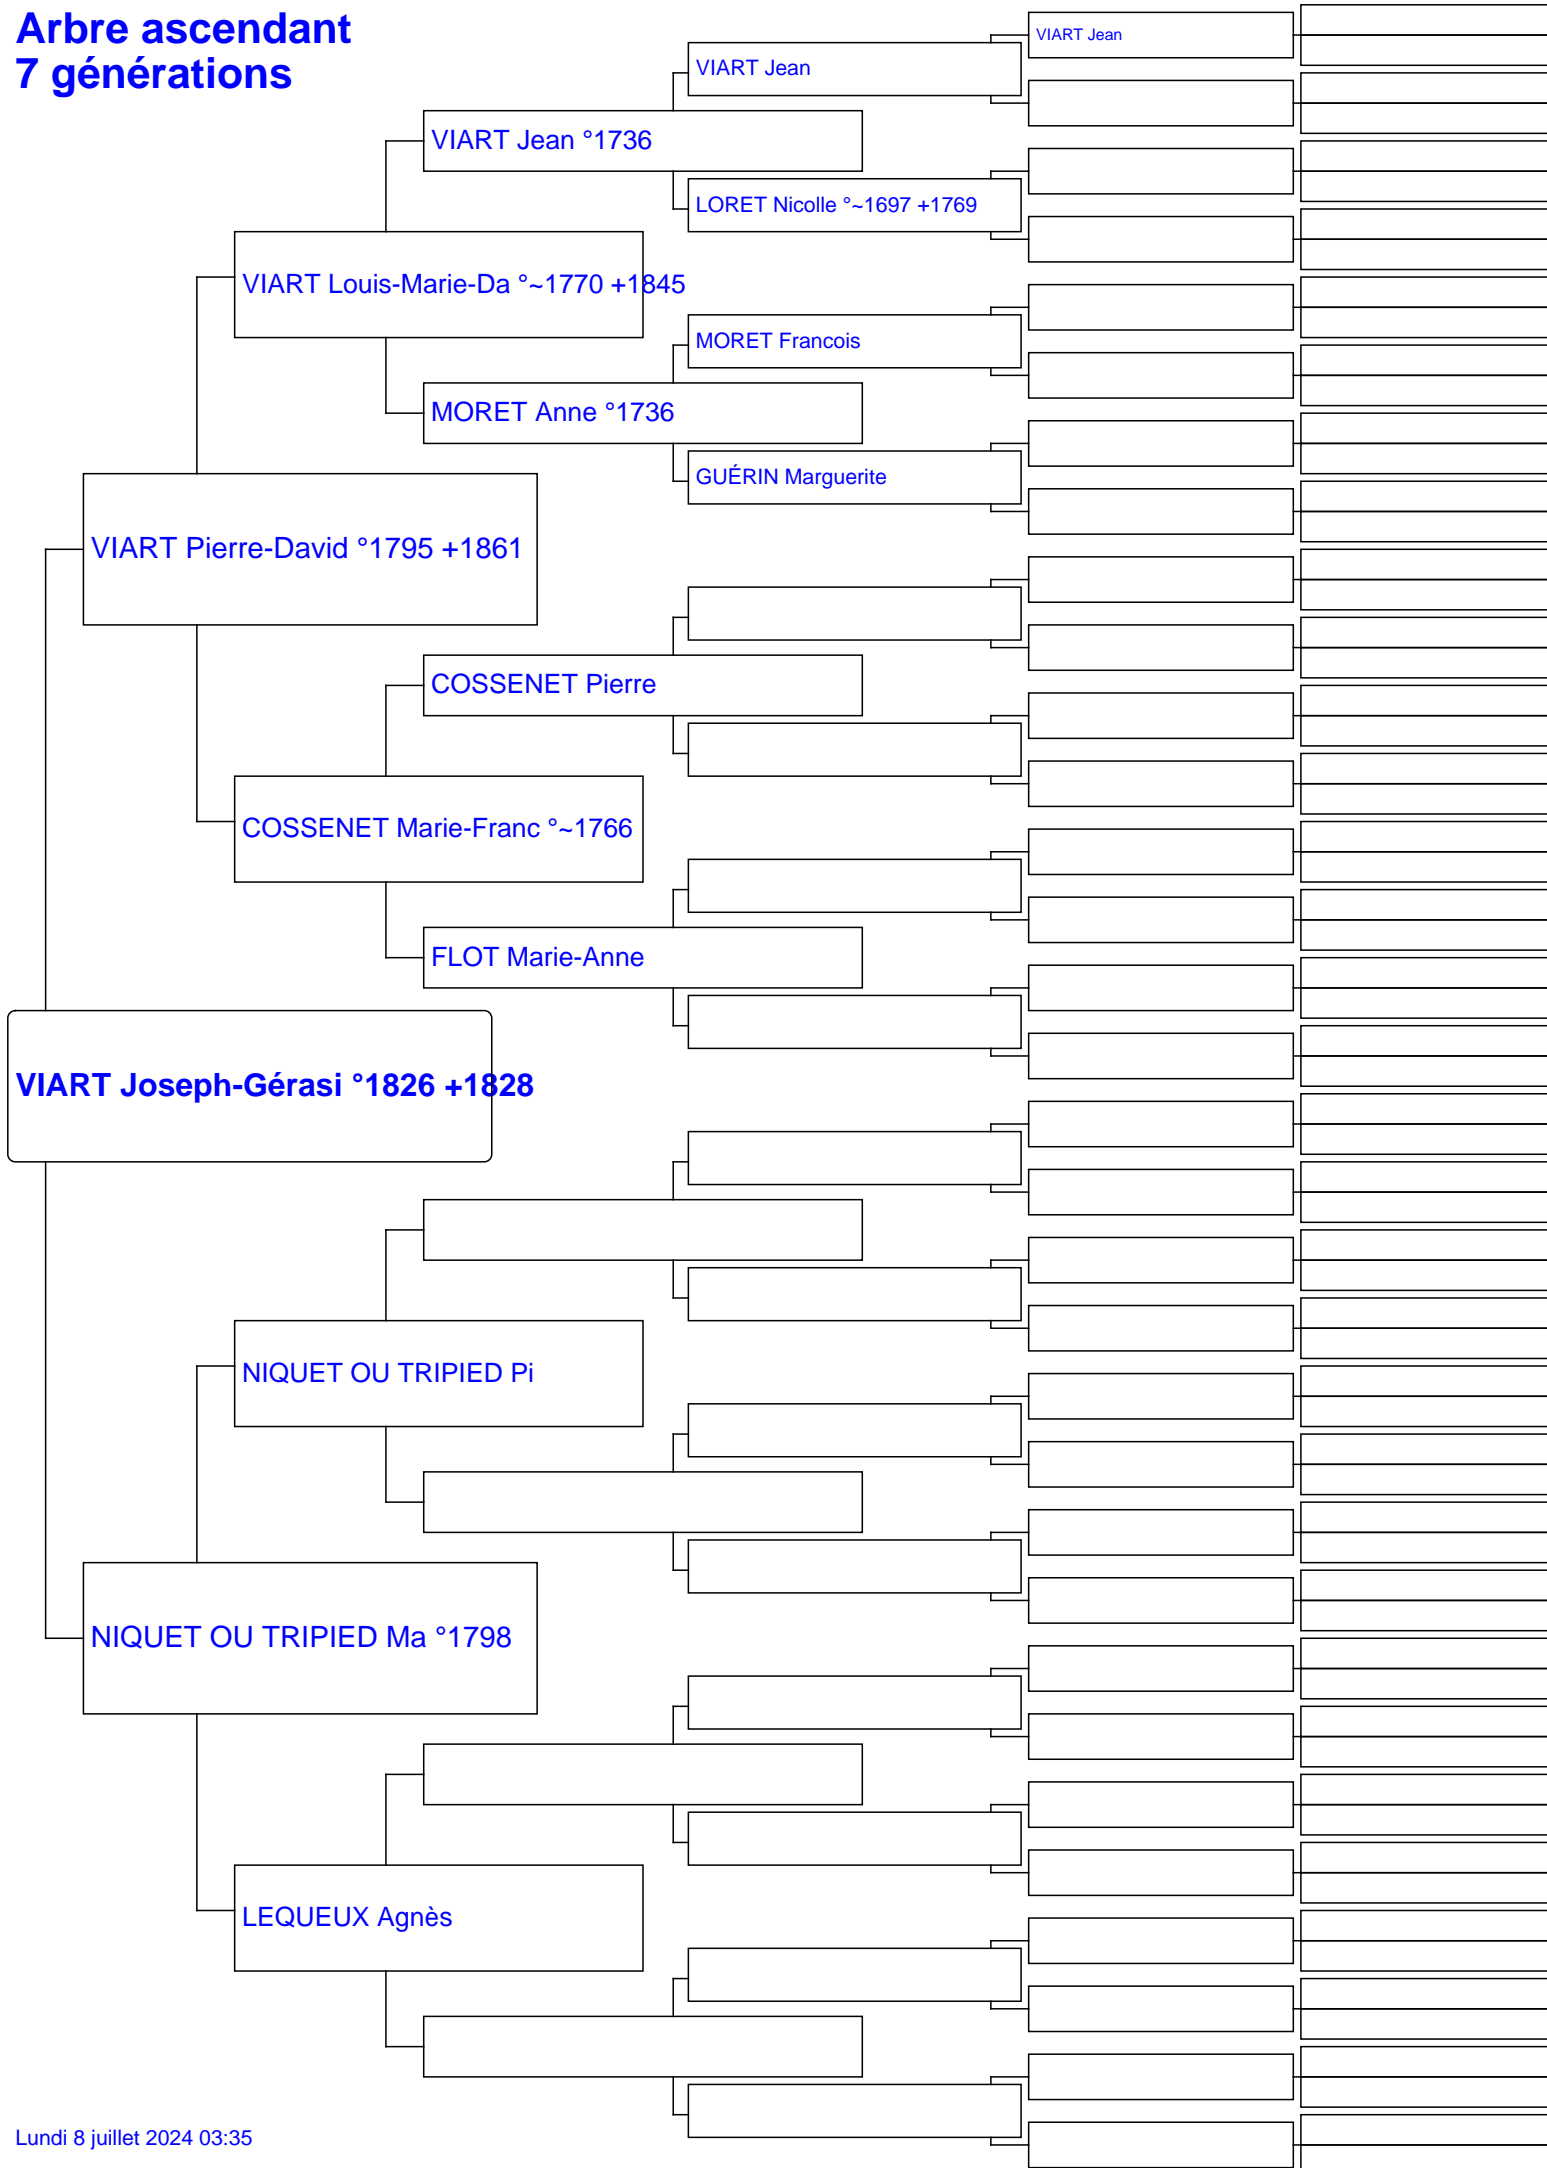 Arbre ascendant
7 générations
VIART Jean
VIART Jean
VIART Jean °1736
LORET Nicolle °~1697 +1769
VIART Louis-Marie-Da °~1770 +1845
MORET Francois
MORET Anne °1736
GUÉRIN Marguerite
VIART Pierre-David °1795 +1861
COSSENET Pierre
COSSENET Marie-Franc °~1766
FLOT Marie-Anne
VIART Joseph-Gérasi °1826 +1828
NIQUET OU TRIPIED Pi
NIQUET OU TRIPIED Ma °1798
LEQUEUX Agnès
Lundi 8 juillet 2024 03:35